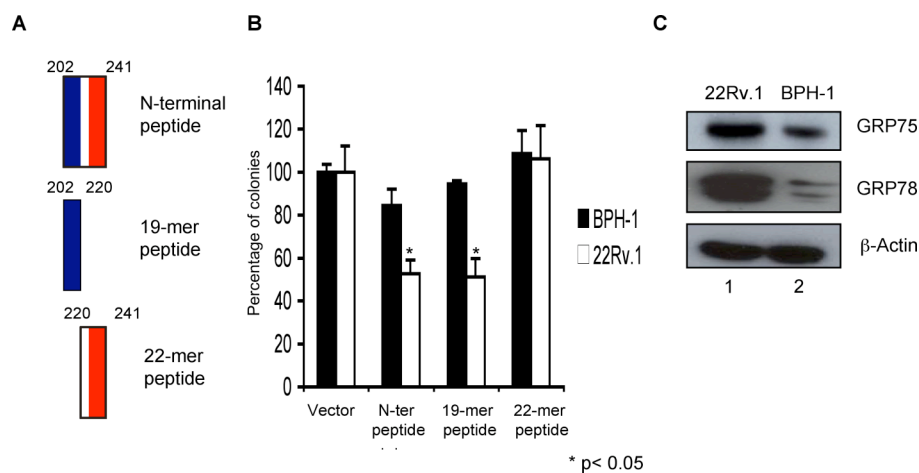 A
202 241
N-terminal
peptide
202 220
19-mer
peptide
220 241
22-mer
peptide
B
Percentage of colonies
140
120
100
80
60
40
20
0
* *
Vector
N-ter
peptide
19-mer
peptide
22-mer
peptide
BPH-1
22Rv.1
* p< 0.05
C
22Rv.1 BPH-1
GRP75
GRP78
β-Actin
1 2